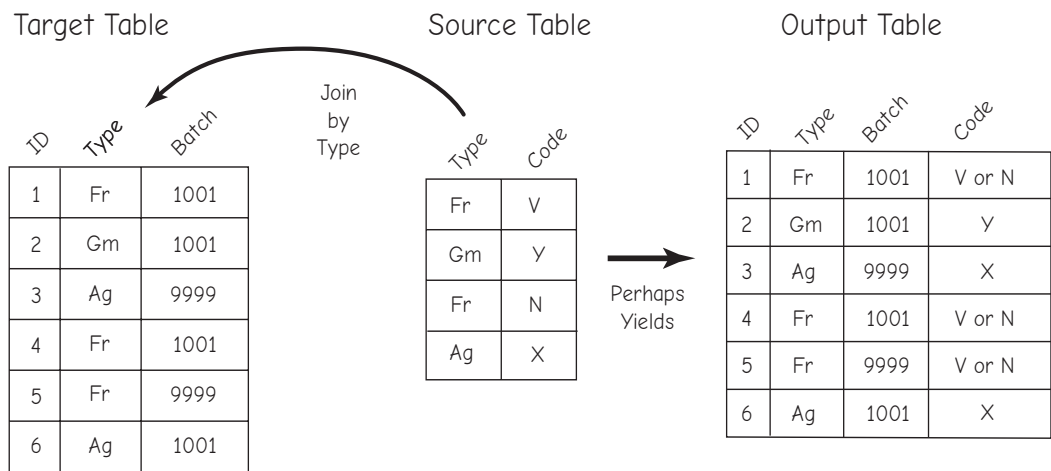 Target Table
Source Table
Output Table
Join
by
Type
ID Type Batch
1 Fr 1001
2 Gm 1001
3 Ag 9999
4 Fr 1001
5 Fr 9999
6 Ag 1001
Type Code
Fr V
Gm Y
Fr N
Ag X
Perhaps
Yields
ID Type Batch Code
1 Fr 1001 V or N
2 Gm 1001 Y
3 Ag 9999 X
4 Fr 1001 V or N
5 Fr 9999 V or N
6 Ag 1001 X